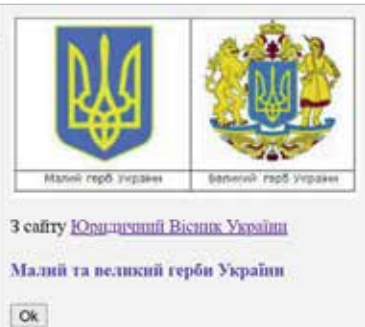 Малий герб України
Великий герб України
З сайту Юридичний Вісник України
Малий та великий герби України
Ok